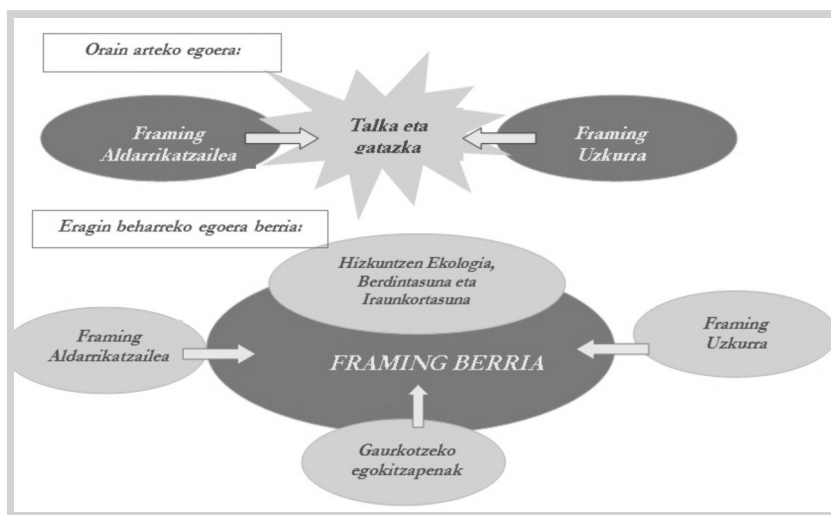 Orain arteko egoera:
Framing
Aldarrikatzailea
Talka eta
gatazka
Framing
Uzkurra
Eragin beharreko egoera berria:
Hizkuntzen Ekologia,
Berdintasuna eta
Iraunkortasuna
Framing
Aldarrikatzailea
FRAMING BERRIA
Framing
Uzkurra
Gaurkotzeko
egokitzapenak